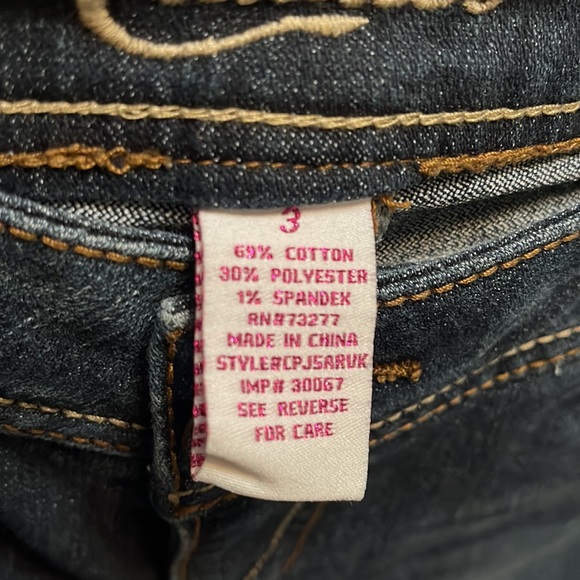 3
69% COTTON
30% POLYESTER
1% SPANDEX
RN#73277
MADE IN CHINA
STYLE#CPJ5ARUK
IMP# 30067
SEE REVERSE
FOR CARE